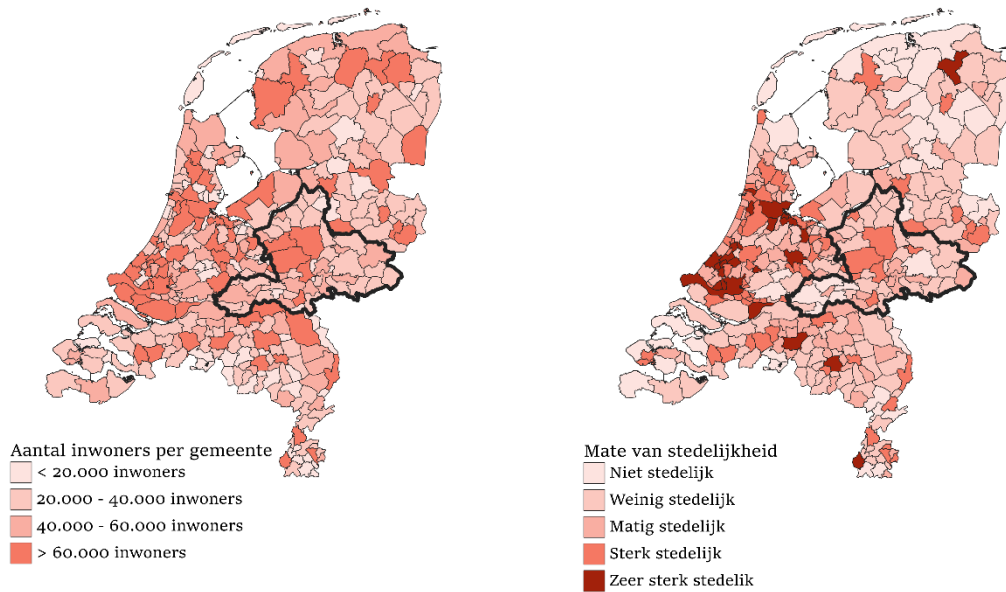 Aantal inwoners per gemeente
< 20.000 inwoners
20.000 - 40.000 inwoners
40.000 - 60.000 inwoners
> 60.000 inwoners
Mate van stedelijkheid
Niet stedelijk
Weinig stedelijk
Matig stedelijk
Sterk stedelijk
Zeer sterk stedelik